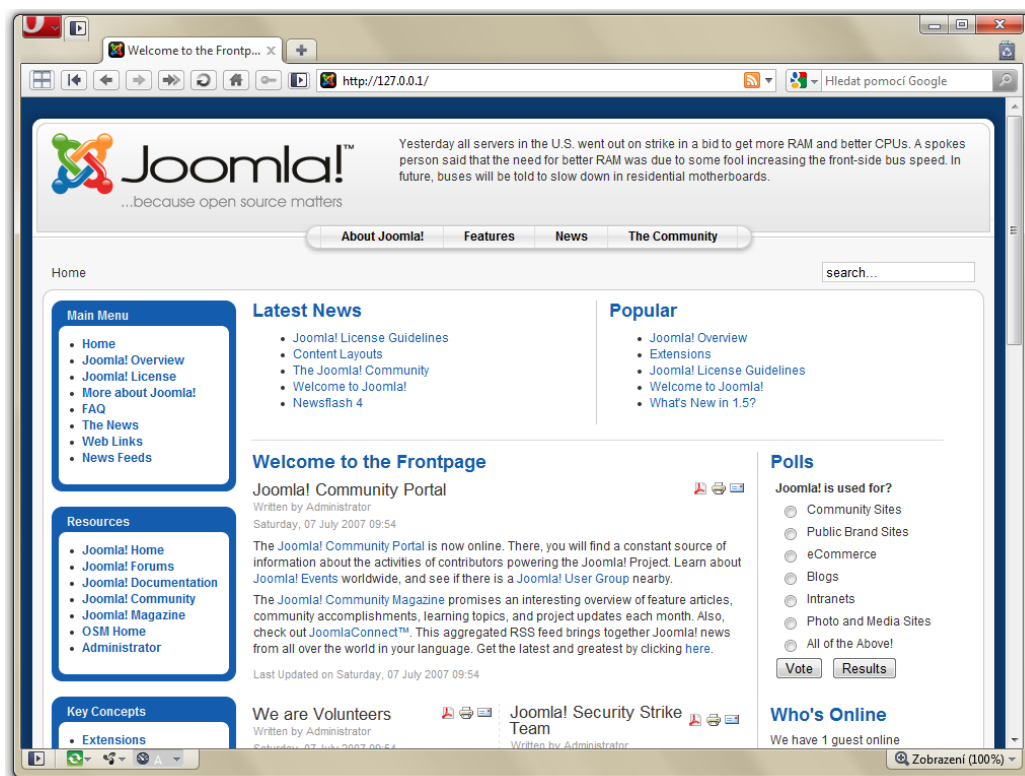 Welcome to the Frontp...
http://127.0.0.1/
Hledat pomocí Google
Joomla!™
...because open source matters
Yesterday all servers in the U.S. went out on strike in a bid to get more RAM and better CPUs. A spokes
person said that the need for better RAM was due to some fool increasing the front-side bus speed. In
future, buses will be told to slow down in residential motherboards.
About Joomla!
Features
News
The Community
Home
search...
Main Menu
Home
Joomla! Overview
Joomla! License
More about Joomla!
FAQ
The News
Web Links
News Feeds
Resources
Joomla! Home
Joomla! Forums
Joomla! Documentation
Joomla! Community
Joomla! Magazine
OSM Home
Administrator
Key Concepts
Extensions
Latest News
Joomla! License Guidelines
Content Layouts
The Joomla! Community
Welcome to Joomla!
Newsflash 4
Popular
Joomla! Overview
Extensions
Joomla! License Guidelines
Welcome to Joomla!
What's New in 1.5?
Welcome to the Frontpage
Joomla! Community Portal
Written by Administrator
Saturday, 07 July 2007 09:54
The Joomla! Community Portal is now online. There, you will find a constant source of
information about the activities of contributors powering the Joomla! Project. Learn about
Joomla! Events worldwide, and see if there is a Joomla! User Group nearby.
The Joomla! Community Magazine promises an interesting overview of feature articles,
community accomplishments, learning topics, and project updates each month. Also,
check out JoomlaConnect™. This aggregated RSS feed brings together Joomla! news
from all over the world in your language. Get the latest and greatest by clicking here.
Last Updated on Saturday, 07 July 2007 09:54
We are Volunteers
Written by Administrator
Saturday, 07 July 2007 09:54
Joomla! Security Strike
Team
Written by Administrator
Polls
Joomla! is used for?
Community Sites
Public Brand Sites
eCommerce
Blogs
Intranets
Photo and Media Sites
All of the Above!
Vote
Results
Who's Online
We have 1 guest online
Zobrazení (100%)